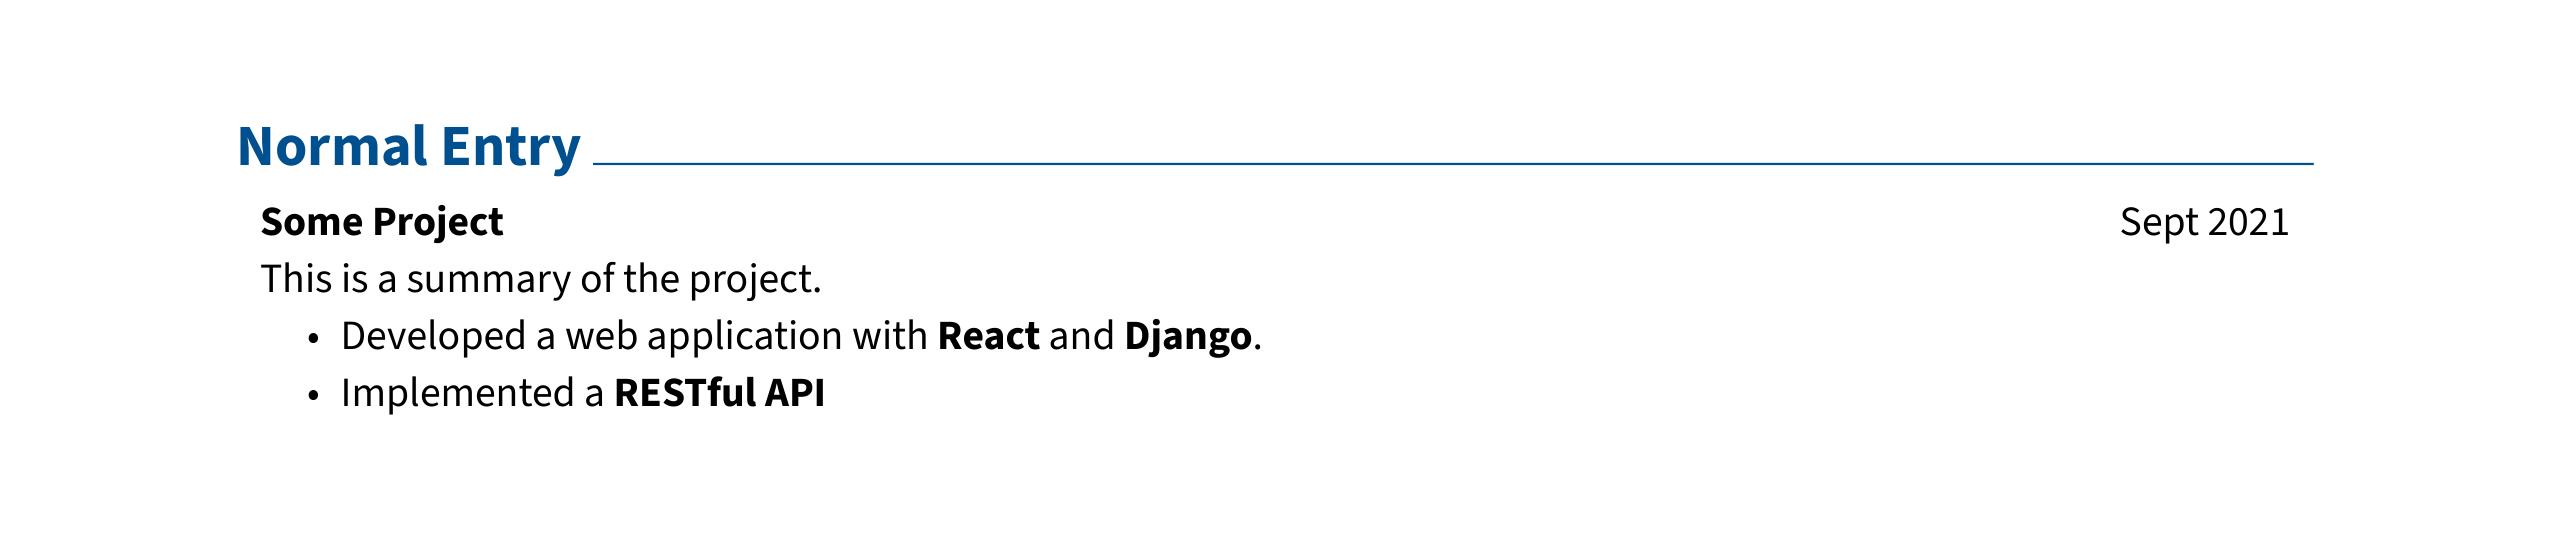 Normal Entry
Some Project Sept 2021
This is a summary of the project.
• Developed a web application with React and Django.
• Implemented a RESTful API